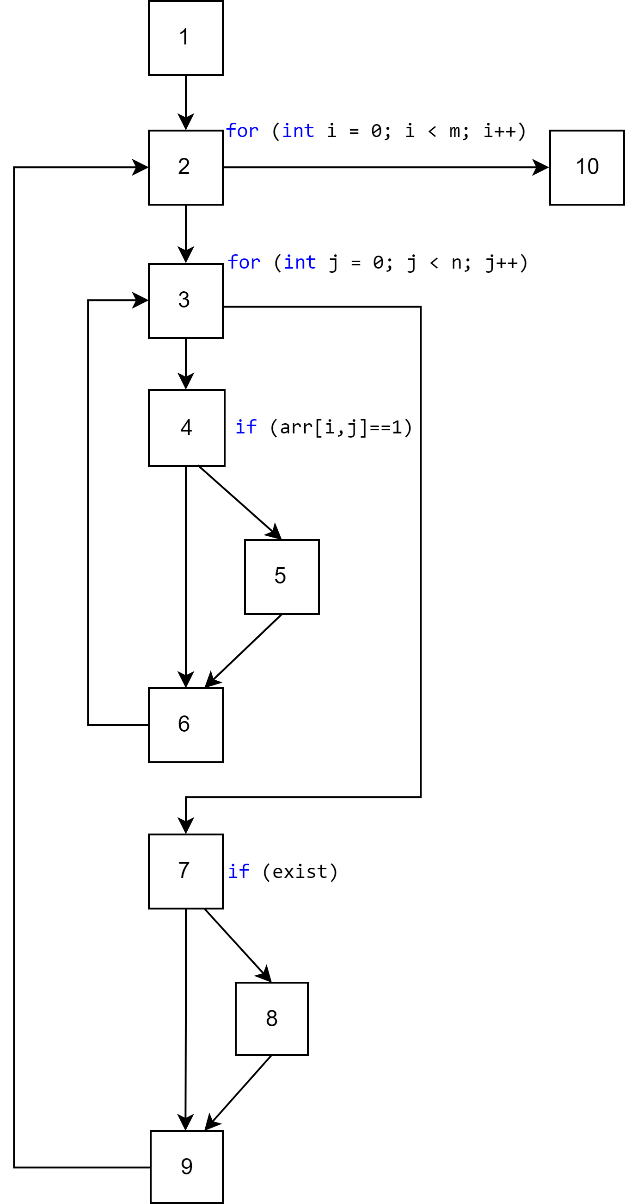 1
for (int i = 0; i < m; i++)
2
10
for (int j = 0; j < n; j++)
3
4
if (arr[i,j]==1)
5
6
7
if (exist)
8
9